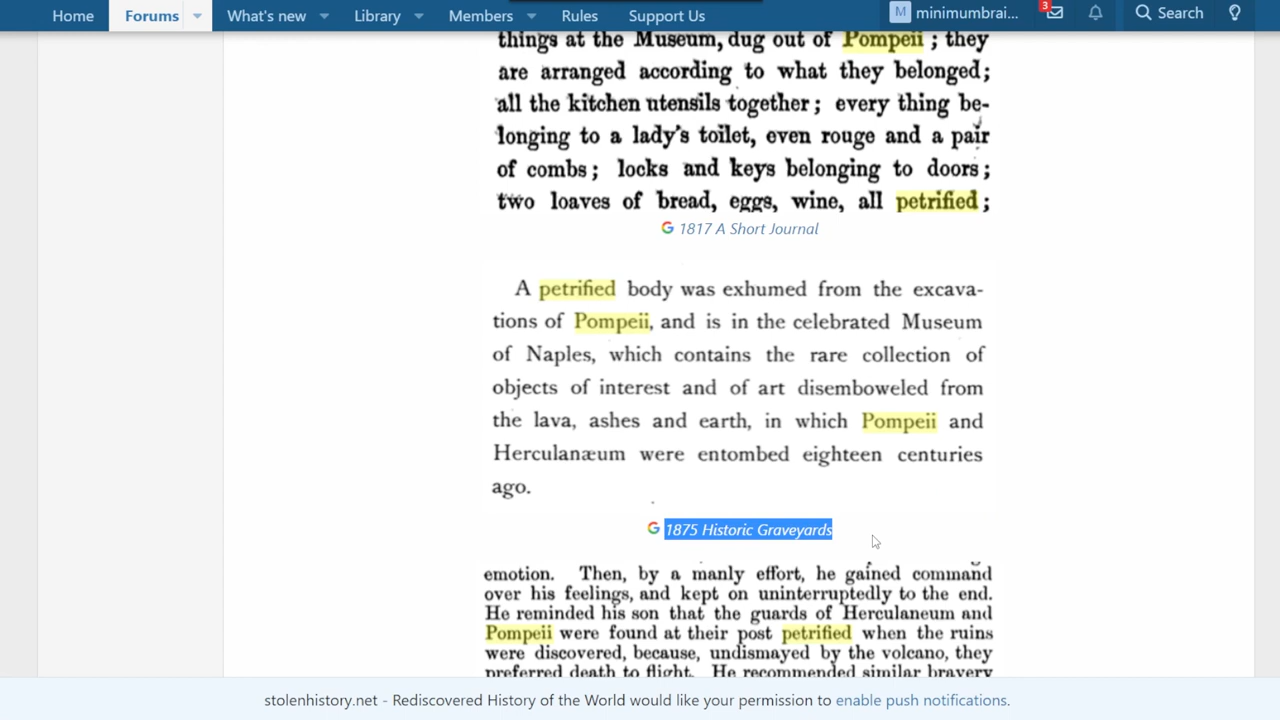 Home Forums What's new Library Members Rules Support Us M minimumbrai... 3 Search
things at the Museum, dug out of Pompeii ; they
are arranged according to what they belonged;
all the kitchen utensils together; every thing be-
longing to a lady's toilet, even rouge and a pair
of combs; locks and keys belonging to doors;
two loaves of bread, eggs, wine, all petrified;
G 1817 A Short Journal
A petrified body was exhumed from the excava-
tions of Pompeii, and is in the celebrated Museum
of Naples, which contains the rare collection of
objects of interest and of art disemboweled from
the lava, ashes and earth, in which Pompeii and
Herculanæum were entombed eighteen centuries
ago.
G 1875 Historic Graveyards
emotion. Then, by a manly effort, he gained command
over his feelings, and kept on uninterruptedly to the end.
He reminded his son that the guards of Herculaneum and
Pompeii were found at their post petrified when the ruins
were discovered, because, undismayed by the volcano, they
preferred death to flight. He recommended similar bravery
stolenhistory.net - Rediscovered History of the World would like your permission to enable push notifications.